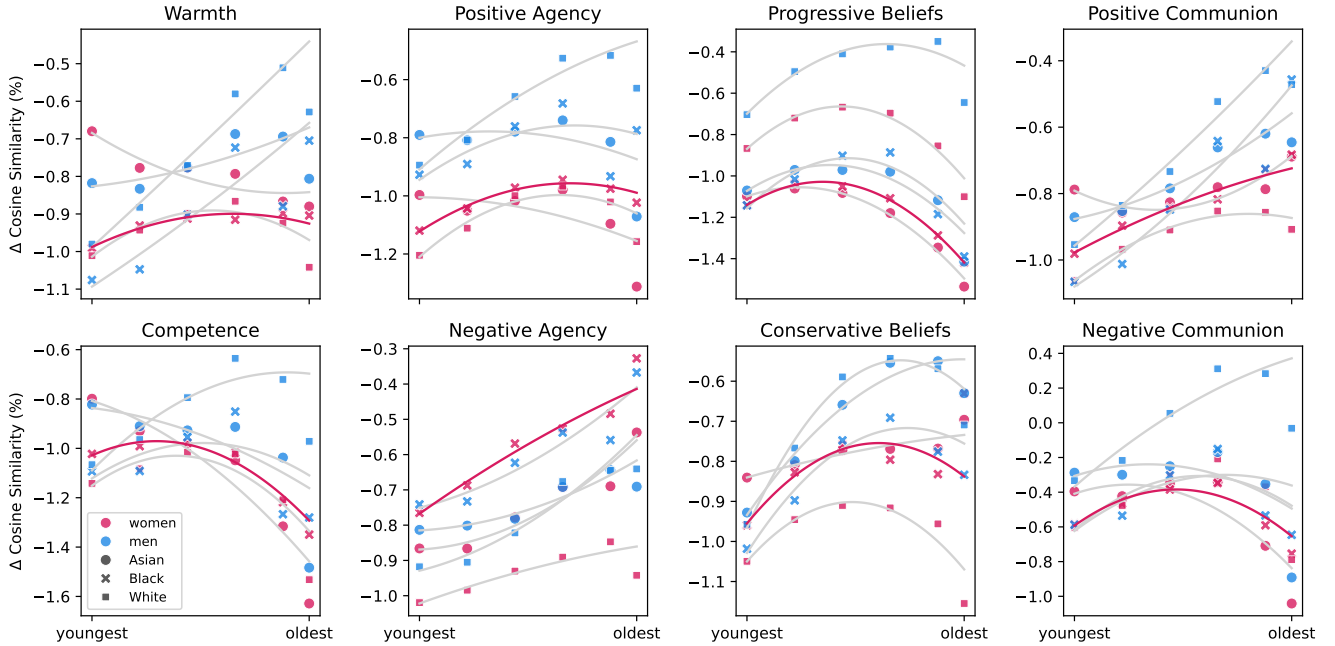 Warmth
Positive Agency
Progressive Beliefs
Positive Communion
Δ Cosine Similarity (%)
−0.5
−0.6
−0.7
−0.8
−0.9
−1.0
−1.1
−0.6
−0.8
−1.0
−1.2
−0.4
−0.6
−0.8
−1.0
−1.2
−1.4
−0.4
−0.6
−0.8
−1.0
Competence
Negative Agency
Conservative Beliefs
Negative Communion
Δ Cosine Similarity (%)
−0.6
−0.8
−1.0
−1.2
−1.4
−1.6
women
men
Asian
Black
White
youngest
oldest
−0.3
−0.4
−0.5
−0.6
−0.7
−0.8
−0.9
−1.0
youngest
oldest
−0.6
−0.7
−0.8
−0.9
−1.0
−1.1
youngest
oldest
0.4
0.2
0.0
−0.2
−0.4
−0.6
−0.8
−1.0
youngest
oldest